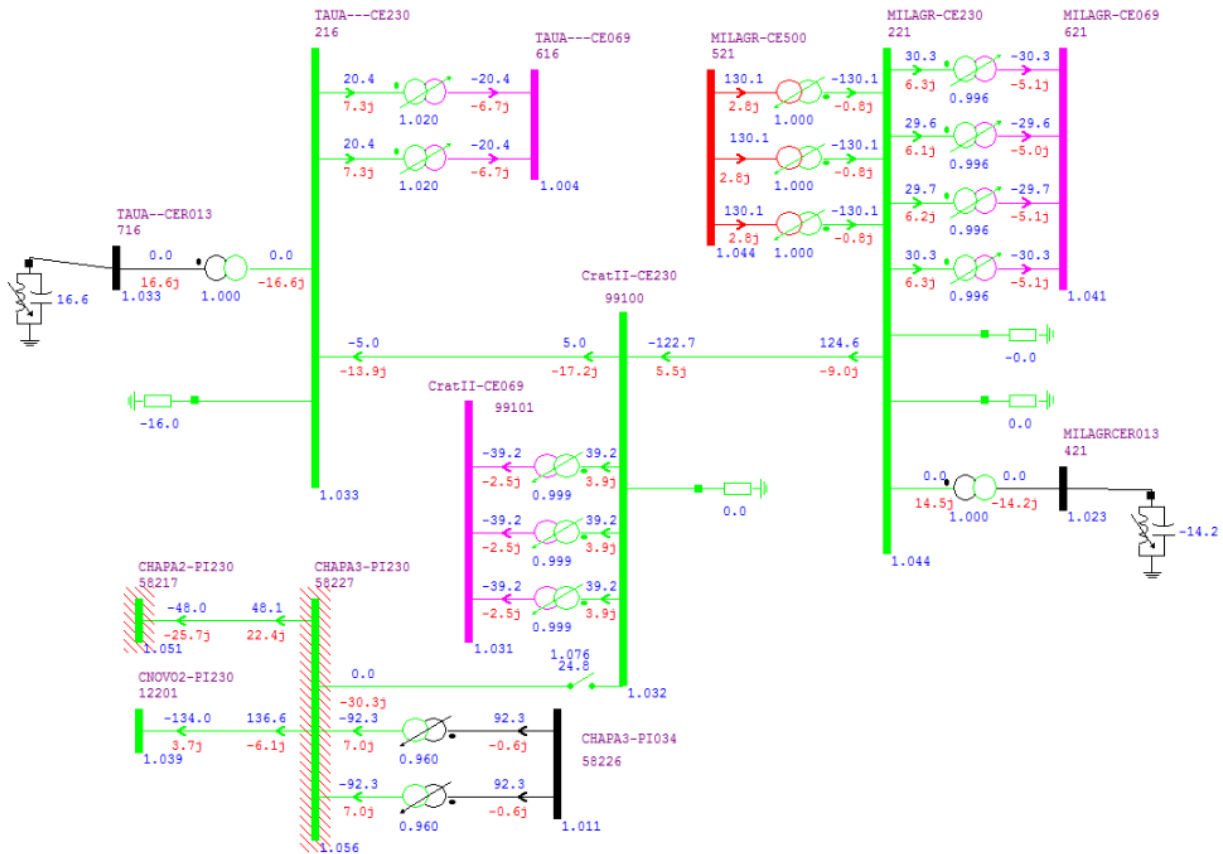 TAUA---CE230
216
TAUA---CE069
616
MILAGR-CE500
521
MILAGR-CE230
221
MILAGR-CE069
621
20.4
-20.4
7.3j
-6.7j
1.020
20.4
-20.4
7.3j
-6.7j
1.020
1.004
130.1
-130.1
2.8j
-0.8j
1.000
130.1
-130.1
2.8j
-0.8j
1.000
130.1
-130.1
2.8j
-0.8j
1.044
1.000
30.3
-30.3
6.3j
-5.1j
0.996
29.6
-29.6
6.1j
-5.0j
0.996
29.7
-29.7
6.2j
-5.1j
0.996
30.3
-30.3
6.3j
-5.1j
0.996
1.041
TAUA--CER013
716
0.0
0.0
16.6j
-16.6j
1.033
1.000
16.6
CratII-CE230
99100
-5.0
5.0
-13.9j
-17.2j
-122.7
124.6
5.5j
-9.0j
-0.0
0.0
-16.0
1.033
CratII-CE069
99101
-39.2
39.2
-2.5j
3.9j
0.999
-39.2
39.2
-2.5j
3.9j
0.999
-39.2
39.2
-2.5j
3.9j
0.999
1.031
0.0
MILAGRCER013
421
0.0
0.0
14.5j
-14.2j
1.000
1.023
-14.2
1.044
CHAPA2-PI230
58217
CHAPA3-PI230
58227
-48.0
48.1
-25.7j
22.4j
1.051
1.076
24.8
0.0
-30.3j
1.032
CNOVO2-PI230
12201
-134.0
136.6
3.7j
-6.1j
1.039
-92.3
92.3
7.0j
-0.6j
0.960
CHAPA3-PI034
58226
-92.3
92.3
7.0j
-0.6j
0.960
1.011
1.056